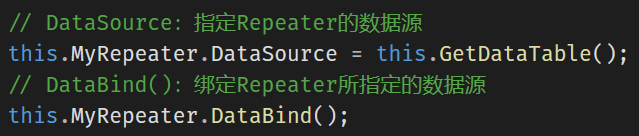 // DataSource：指定Repeater的数据源
this.MyRepeater.DataSource = this.GetDataTable();
// DataBind()：绑定Repeater所指定的数据源
this.MyRepeater.DataBind();